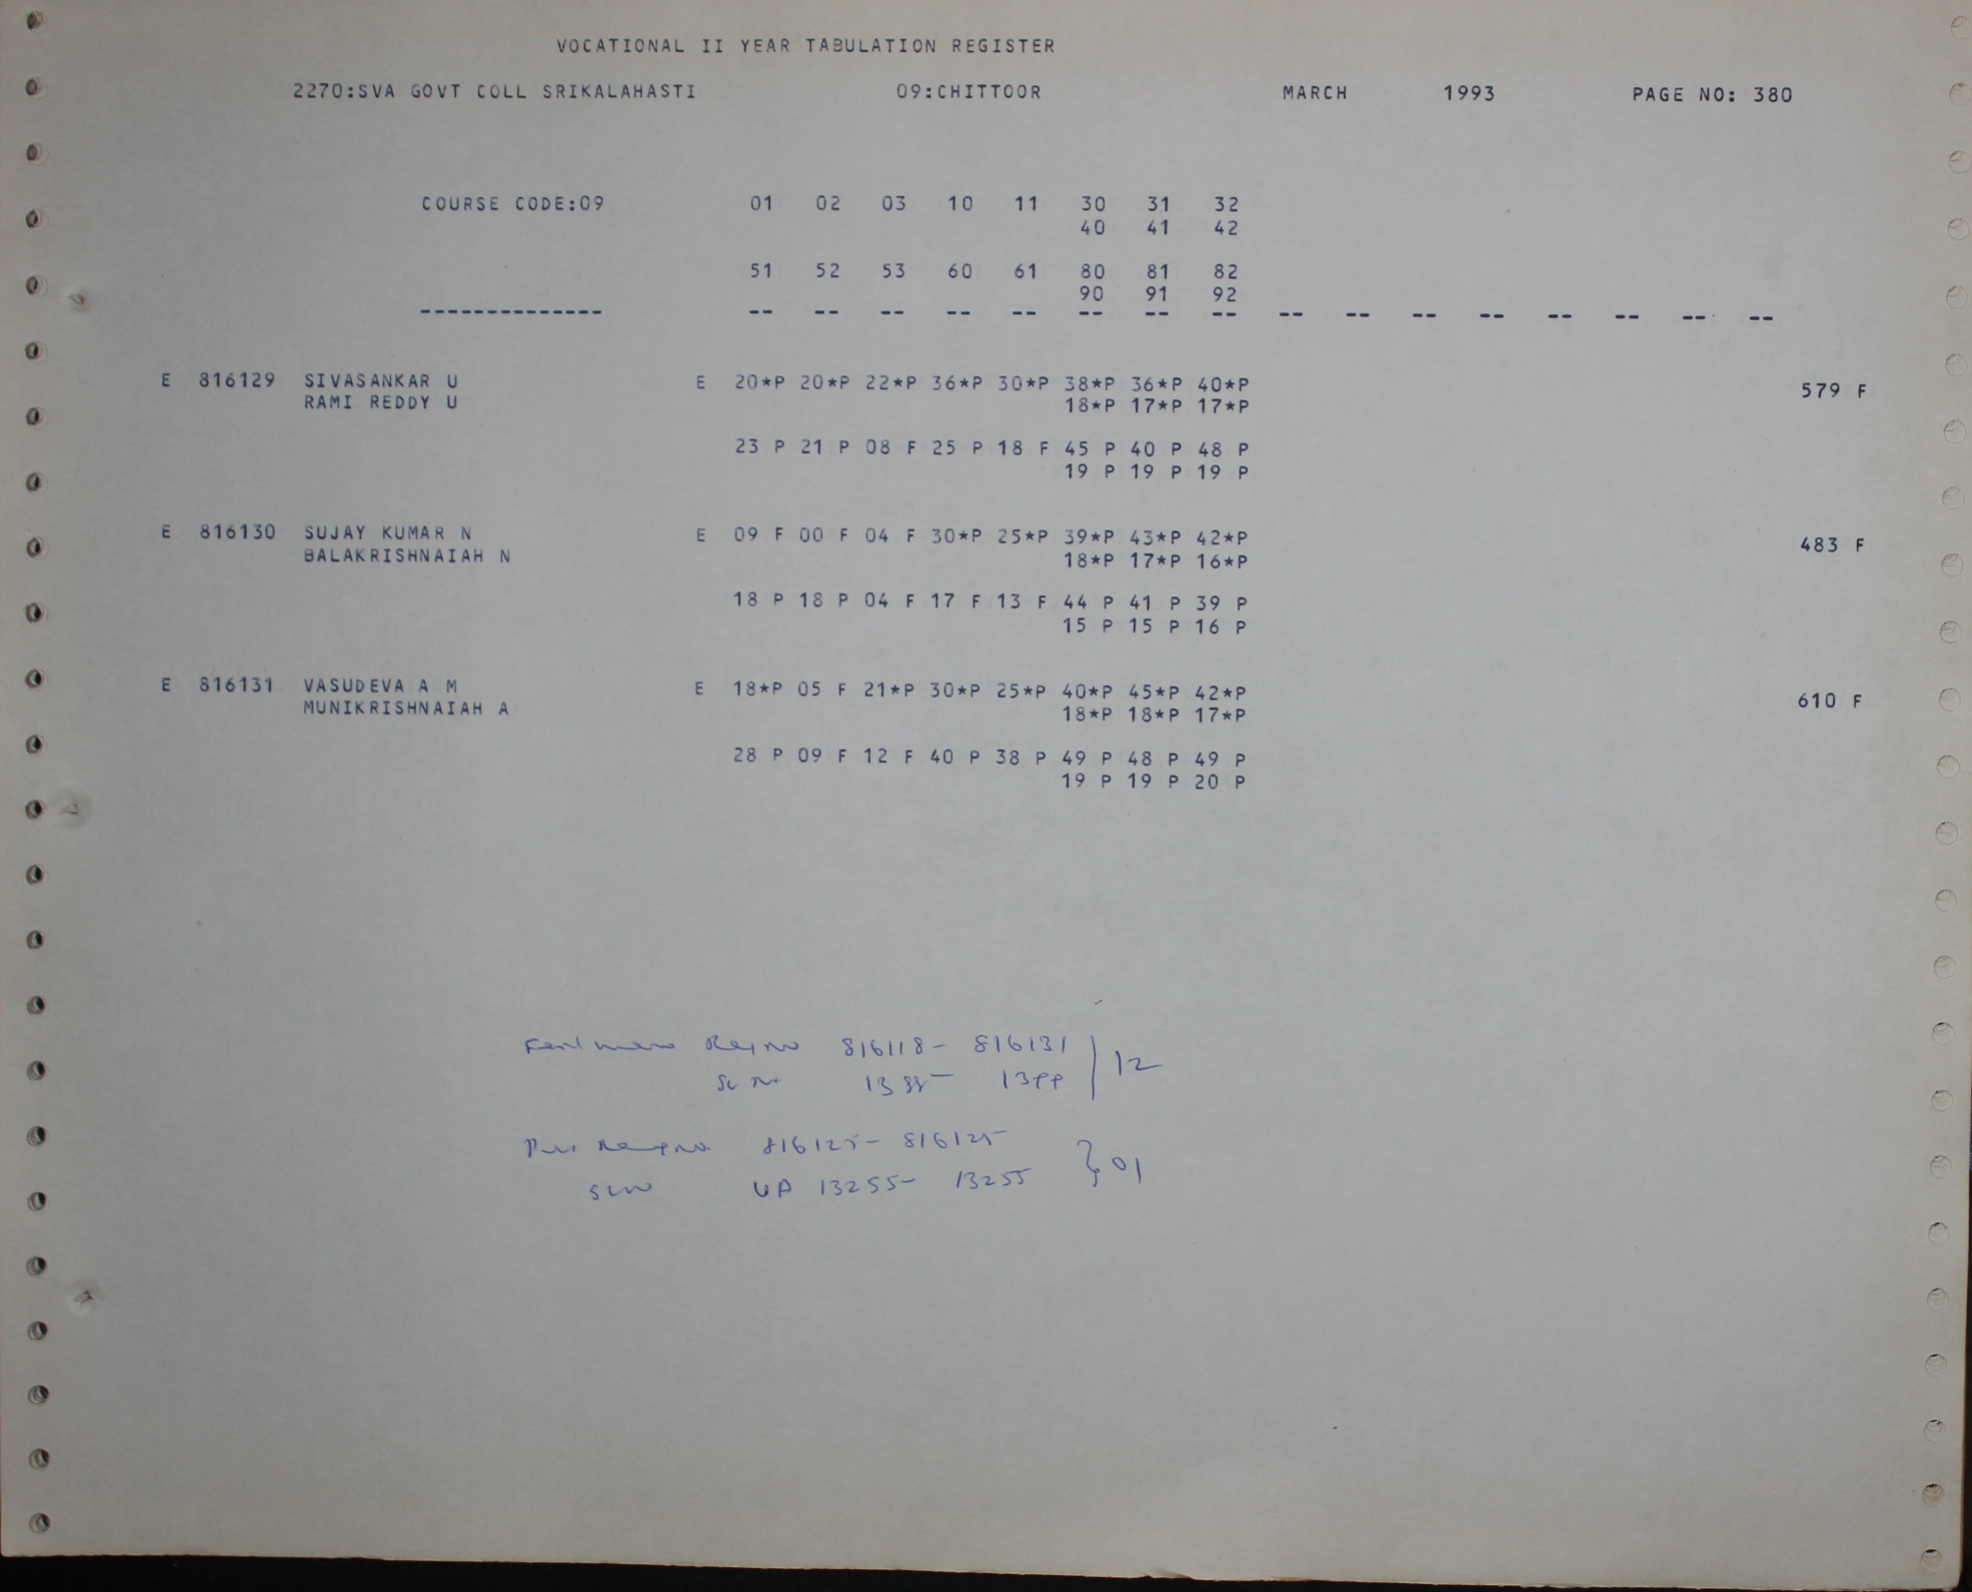 VOCATIONAL II YEAR TABULATION REGISTER
2270:SVA GOVT COLL SRIKALAHASTI 09:CHITTOOR MARCH 1993 PAGE NO: 380
COURSE CODE:09 01 02 03 10 11 30 31 32
40 41 42
51 52 53 60 61 80 81 82
90 91 92
-------------- -- -- -- -- -- -- -- -- -- -- -- -- -- -- -- --
E 816129 SIVASANKAR U E 20*P 20*P 22*P 36*P 30*P 38*P 36*P 40*P 579 F
RAMI REDDY U 18*P 17*P 17*P
23 P 21 P 08 F 25 P 18 F 45 P 40 P 48 P
19 P 19 P 19 P
E 816130 SUJAY KUMAR N E 09 F 00 F 04 F 30*P 25*P 39*P 43*P 42*P 483 F
BALAKRISHNAIAH N 18*P 17*P 16*P
18 P 18 P 04 F 17 F 13 F 44 P 41 P 39 P
15 P 15 P 16 P
E 816131 VASUDEVA A M E 18*P 05 F 21*P 30*P 25*P 40*P 45*P 42*P 610 F
MUNIKRISHNAIAH A 18*P 18*P 17*P
28 P 09 F 12 F 40 P 38 P 49 P 48 P 49 P
19 P 19 P 20 P
816118 - 816131 12
816125 - 816125 01
13255 - 13255